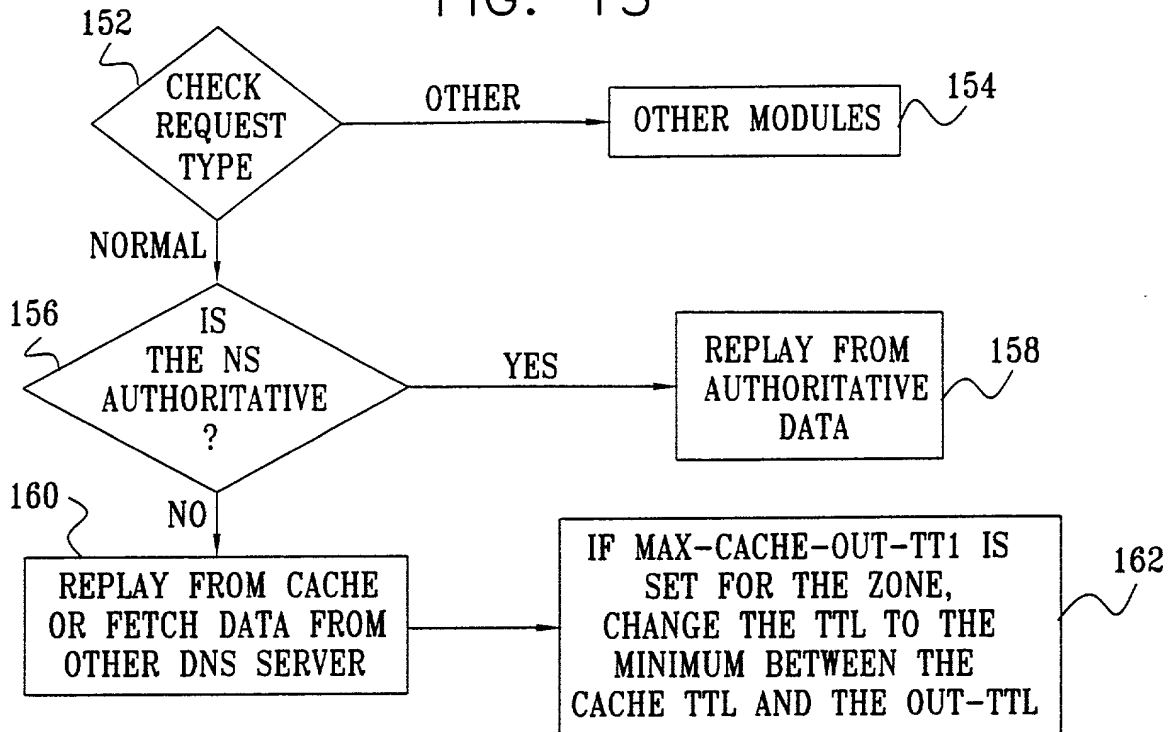 FIG. 15
152
CHECK
REQUEST
TYPE
OTHER
OTHER MODULES
154
NORMAL
156
IS
THE NS
AUTHORITATIVE
?
YES
REPLAY FROM
AUTHORITATIVE
DATA
158
NO
160
REPLAY FROM CACHE
OR FETCH DATA FROM
OTHER DNS SERVER
IF MAX-CACHE-OUT-TT1 IS
SET FOR THE ZONE,
CHANGE THE TTL TO THE
MINIMUM BETWEEN THE
CACHE TTL AND THE OUT-TTL
162